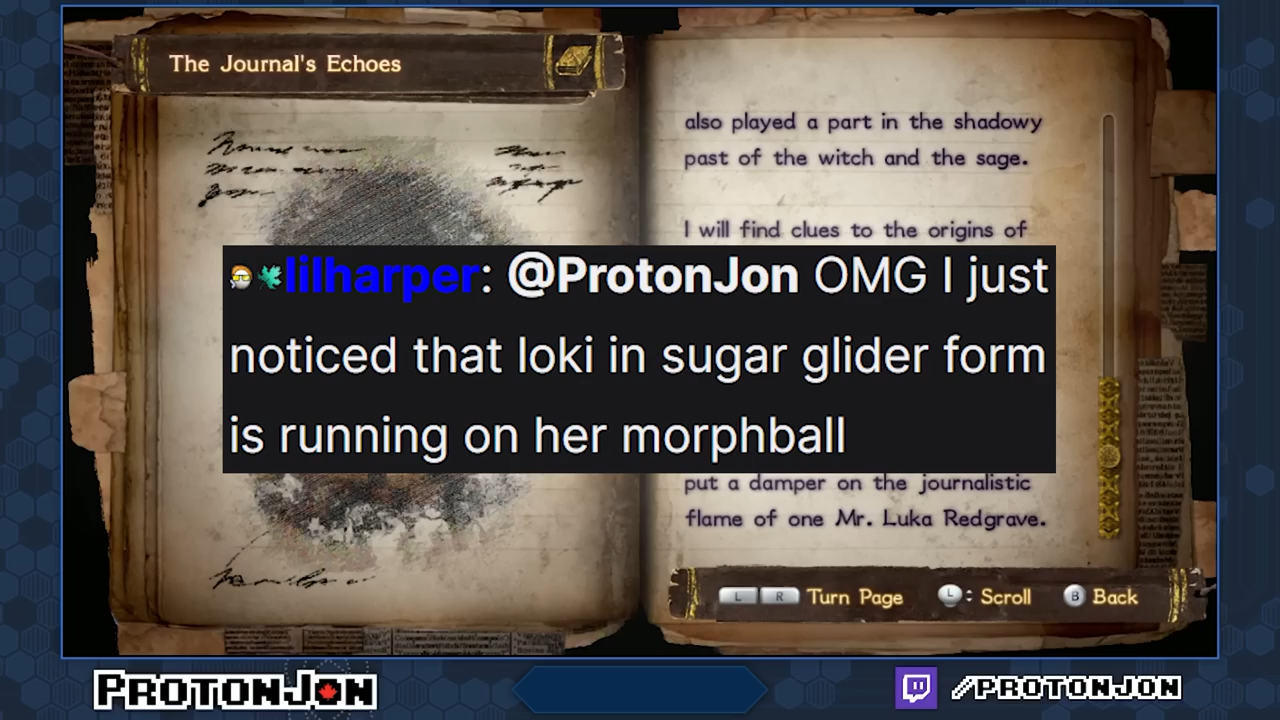 The Journal's Echoes
also played a part in the shadowy
past of the witch and the sage.
I will find clues to the origins of
lilharper: @ProtonJon OMG I just
noticed that loki in sugar glider form
is running on her morphball
put a damper on the journalistic
flame of one Mr. Luka Redgrave.
L R Turn Page L : Scroll B Back
PROTONJON
/PROTONJON